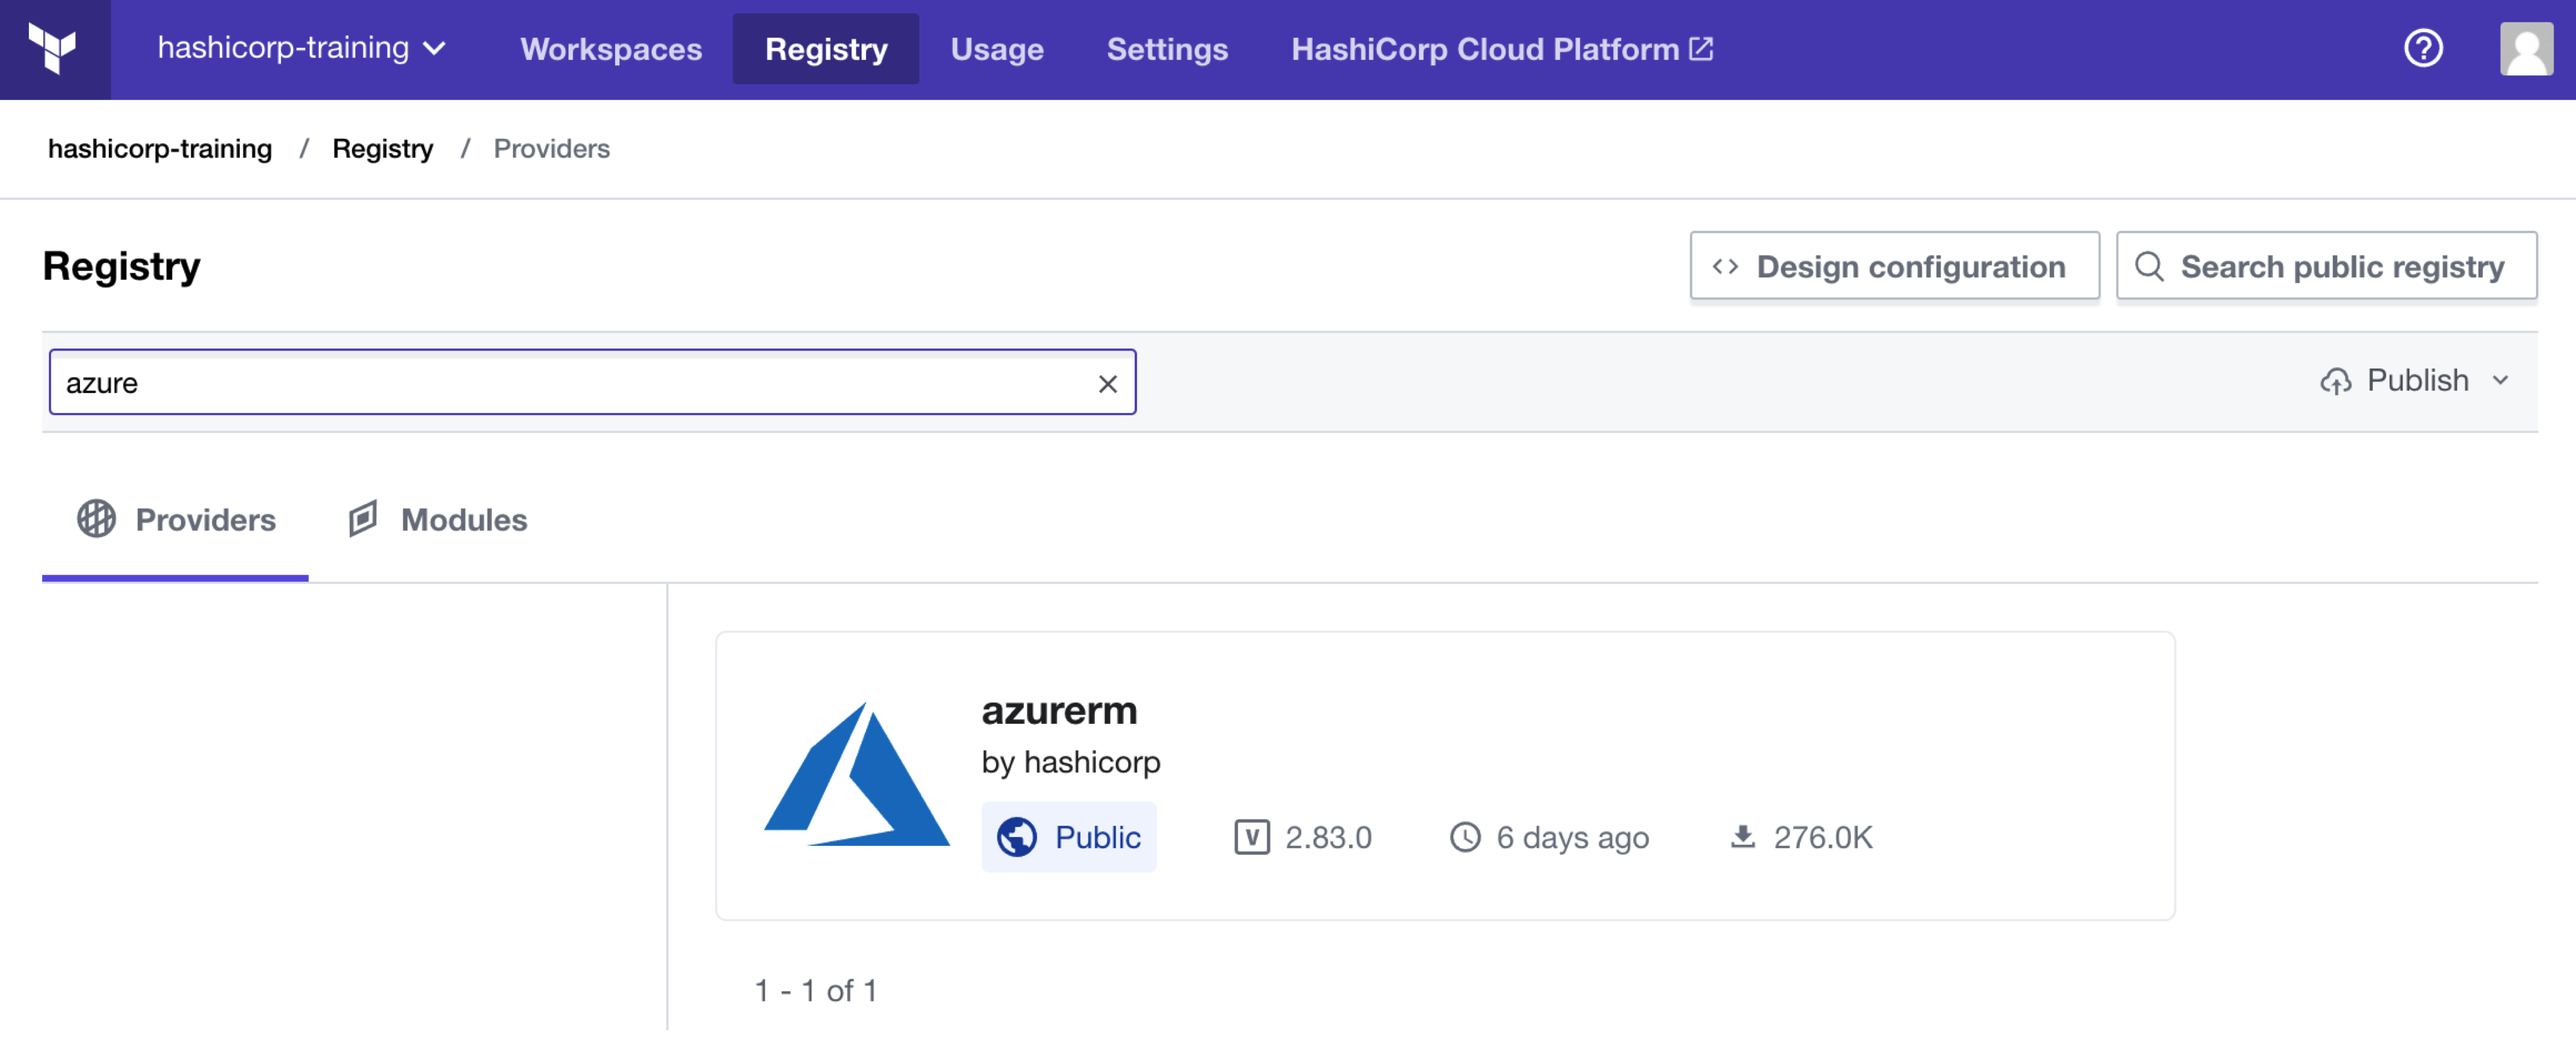 hashicorp-training Workspaces Registry Usage Settings HashiCorp Cloud Platform
hashicorp-training / Registry / Providers
Registry
Design configuration
Search public registry
azure
Publish
Providers
Modules
azurerm
by hashicorp
Public
V 2.83.0
6 days ago
276.0K
1 - 1 of 1